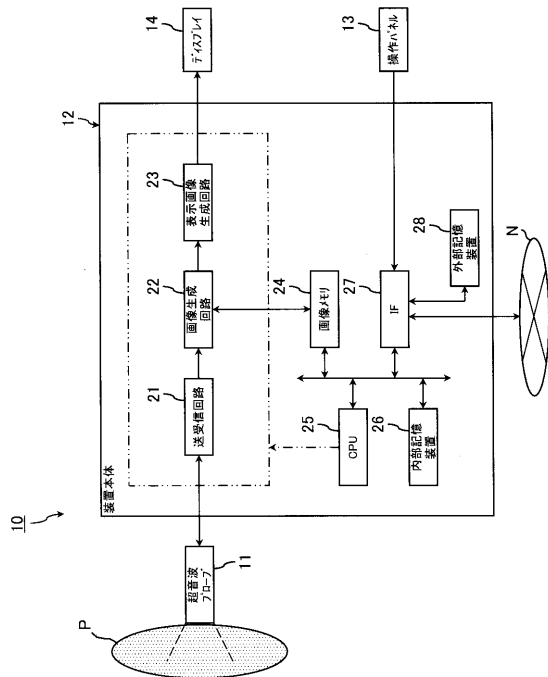 10
12
装置本体
P
超音波
プローブ
11
送受信回路
21
画像生成
回路
22
表示画像
生成回路
23
ディスプレイ
14
画像メモリ
24
CPU
25
内部記憶
装置
26
IF
27
外部記憶
装置
28
操作パネル
13
N